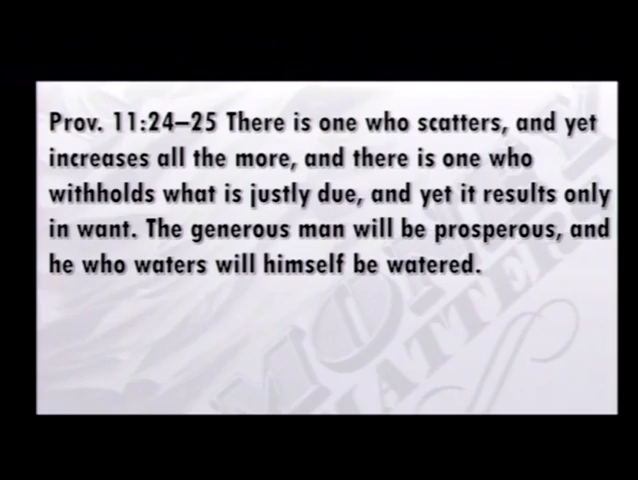 Prov. 11:24–25 There is one who scatters, and yet
increases all the more, and there is one who
withholds what is justly due, and yet it results only
in want. The generous man will be prosperous, and
he who waters will himself be watered.
MONEY
MATTERS